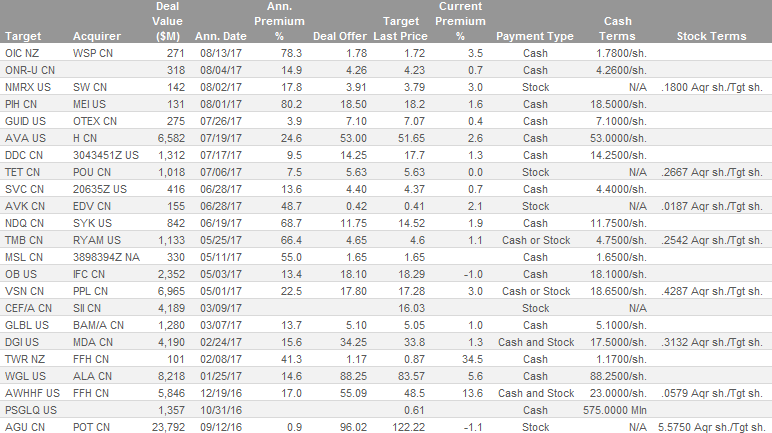 Target Acquirer Deal Value ($M) Ann. Date Ann. Premium % Deal Offer Target Last Price Current Premium % Payment Type Cash Terms Stock Terms
OIC NZ WSP CN 271 08/13/17 78.3 1.78 1.72 3.5 Cash 1.7800/sh.
ONR-U CN 318 08/04/17 14.9 4.26 4.23 0.7 Cash 4.2600/sh.
NMRX US SW CN 142 08/02/17 17.8 3.91 3.79 3.0 Stock N/A .1800 Aqr sh./Tgt sh.
PIH CN MEI US 131 08/01/17 80.2 18.50 18.2 1.6 Cash 18.5000/sh.
GUID US OTEX CN 275 07/26/17 3.9 7.10 7.07 0.4 Cash 7.1000/sh.
AVA US H CN 6,582 07/19/17 24.6 53.00 51.65 2.6 Cash 53.0000/sh.
DDC CN 3043451Z US 1,312 07/17/17 9.5 14.25 17.7 1.3 Cash 14.2500/sh.
TET CN POU CN 1,018 07/06/17 7.5 5.63 5.63 0.0 Stock N/A .2667 Aqr sh./Tgt sh.
SVC CN 20635Z US 416 06/28/17 13.6 4.40 4.37 0.7 Cash 4.4000/sh.
AVK CN EDV CN 155 06/28/17 48.7 0.42 0.41 2.1 Stock N/A .0187 Aqr sh./Tgt sh.
NDQ CN SYK US 842 06/19/17 68.7 11.75 14.52 1.9 Cash 11.7500/sh.
TMB CN RYAM US 1,133 05/25/17 66.4 4.65 4.6 1.1 Cash or Stock 4.7500/sh. .2542 Aqr sh./Tgt sh.
MSL CN 3898394Z NA 330 05/11/17 55.0 1.65 1.65 Cash 1.6500/sh.
OB US IFC CN 2,352 05/03/17 13.4 18.10 18.29 -1.0 Cash 18.1000/sh.
VSN CN PPL CN 6,965 05/01/17 22.5 17.80 17.28 3.0 Cash or Stock 18.6500/sh. .4287 Aqr sh./Tgt sh.
CEF/A CN SII CN 4,189 03/09/17 16.03 Stock N/A
GLBL US BAM/A CN 1,280 03/07/17 13.7 5.10 5.05 1.0 Cash 5.1000/sh.
DGI US MDA CN 4,190 02/24/17 15.6 34.25 33.8 1.3 Cash and Stock 17.5000/sh. .3132 Aqr sh./Tgt sh.
TWR NZ FFH CN 101 02/08/17 41.3 1.17 0.87 34.5 Cash 1.1700/sh.
WGL US ALA CN 8,218 01/25/17 14.6 88.25 83.57 5.6 Cash 88.2500/sh.
AWHHF US FFH CN 5,846 12/19/16 17.0 55.09 48.5 13.6 Cash and Stock 23.0000/sh. .0579 Aqr sh./Tgt sh.
PSGLQ US 1,357 10/31/16 0.61 Cash 575.0000 Mln
AGU CN POT CN 23,792 09/12/16 0.9 96.02 122.22 -1.1 Stock N/A 5.5750 Aqr sh./Tgt sh.